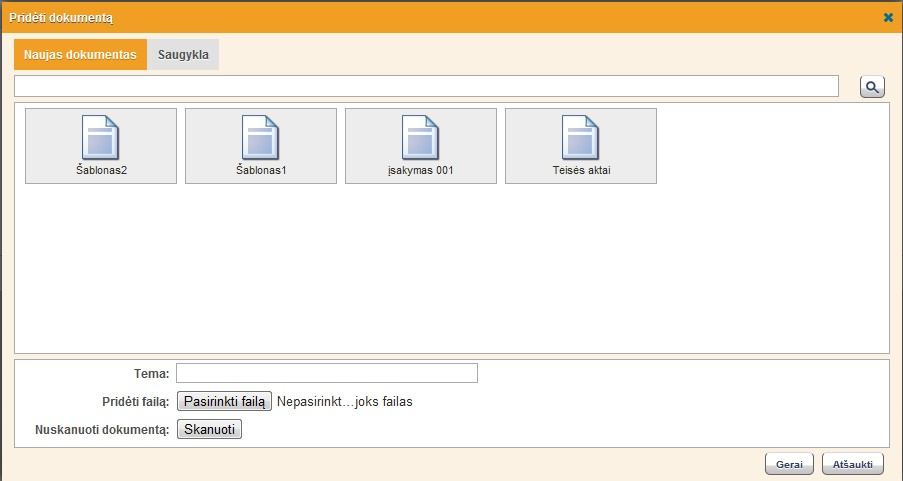 Pridėti dokumentą
Naujas dokumentas Saugykla
Šablonas2 Šablonas1 įsakymas 001 Teisės aktai
Tema:
Pridėti failą: Pasirinkti failą Nepasirinkt…joks failas
Nuskanuoti dokumentą: Skanuoti
Gerai Atšaukti